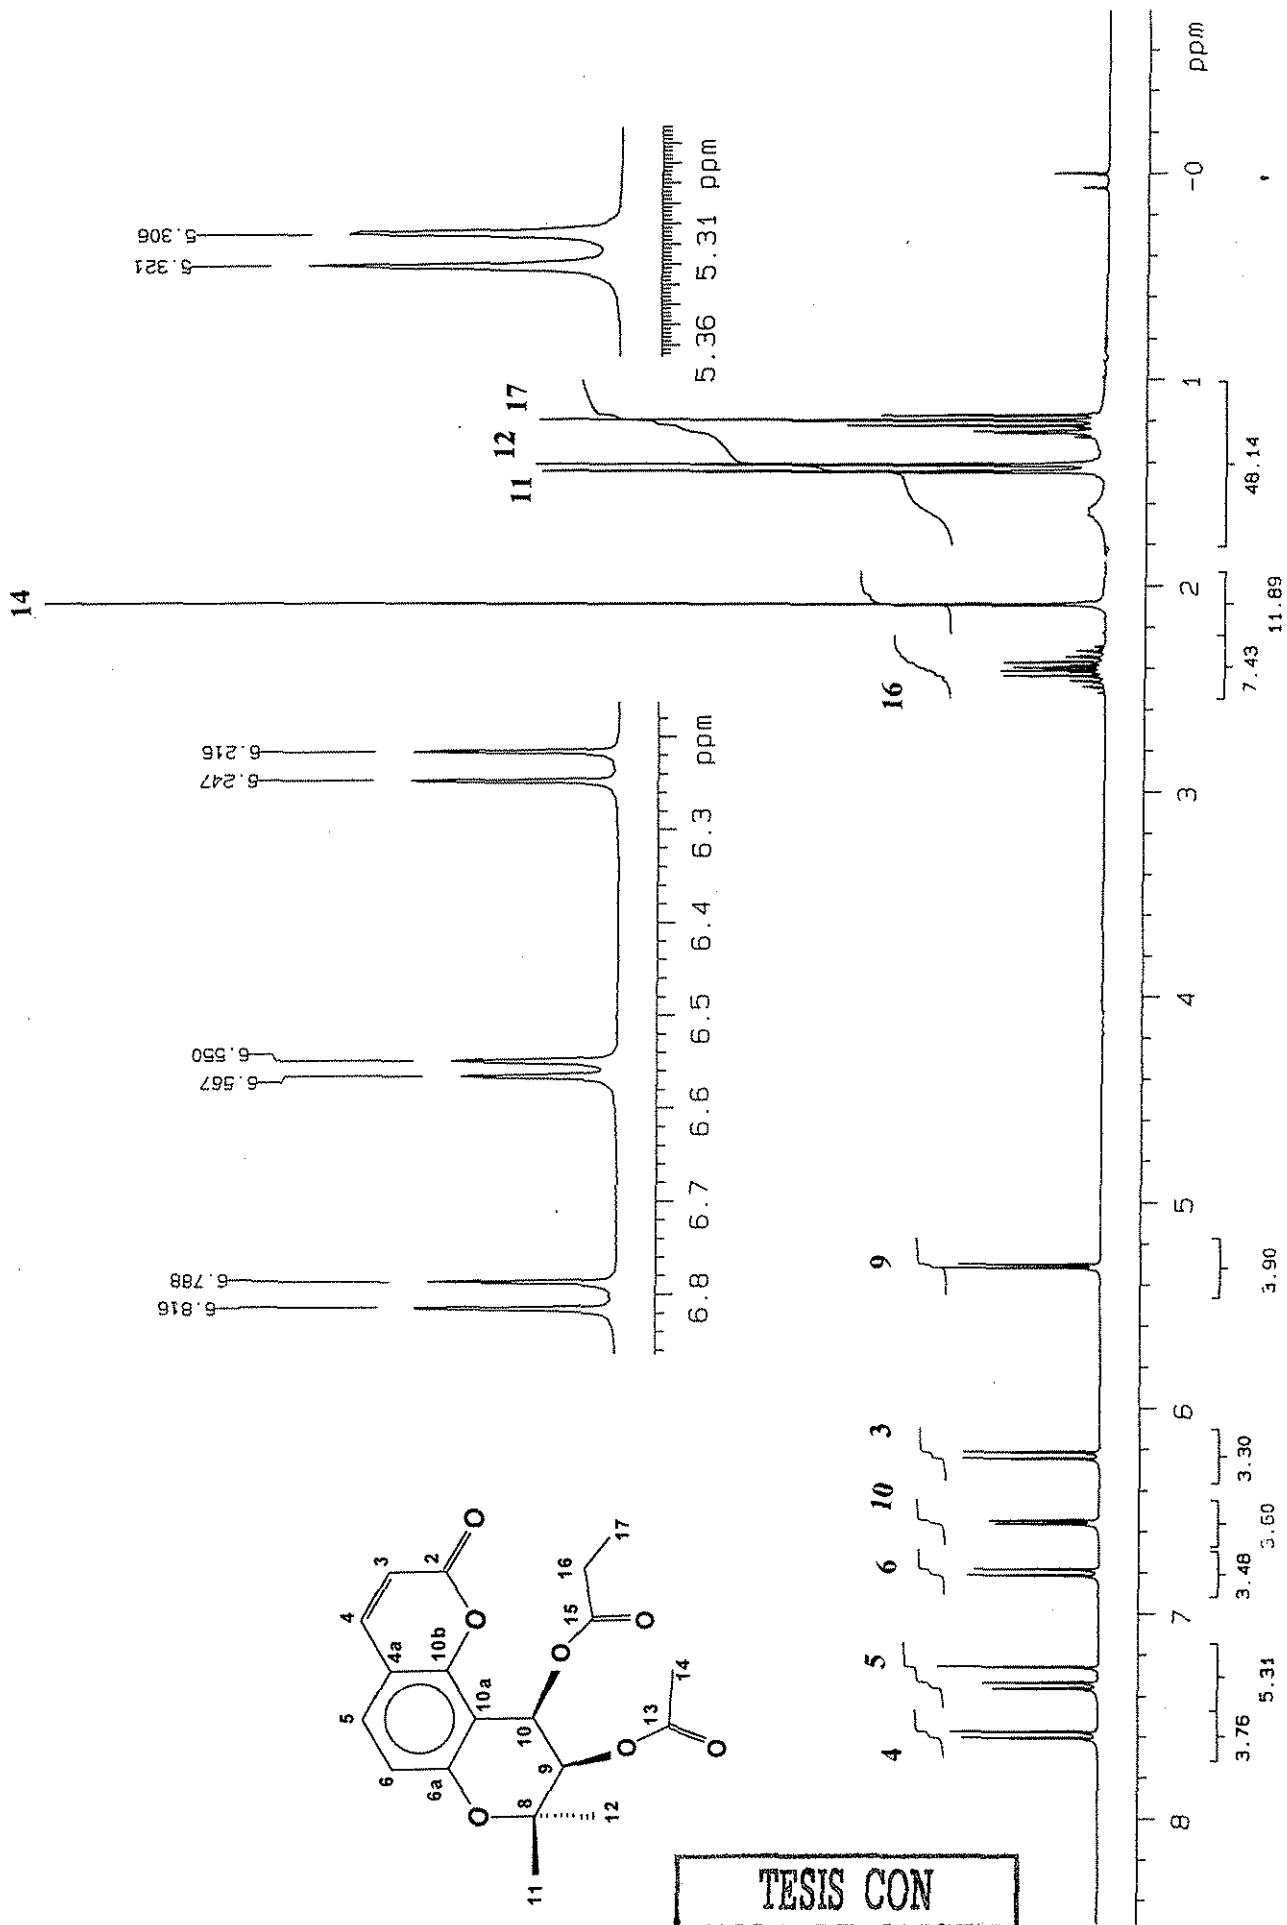 14
5.321
5.306
5.36 5.31 ppm
6.816
6.788
6.567
6.550
6.247
6.216
6.8 6.7 6.6 6.5 6.4 6.3 ppm
11 12 17
16
4 5 6 10 3 9
8 7 6 5 4 3 2 1 -0 ppm
3.76 5.31 3.48 3.60 3.30 3.90 7.43 11.89 48.14
5 4 3
4a
6 2 O
6a 10b O
10a
O 10 O 15 16 17
8 9 O
11 12 O 13 14
O
TESIS CON